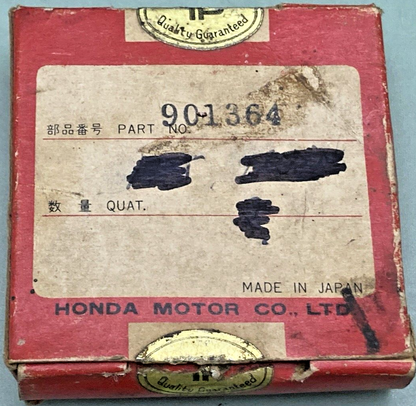 TP
Quality Guaranteed
901364
部品番号 PART NO.
数 量 QUAT.
MADE IN JAPAN
HONDA MOTOR CO., LTD.
Quality Guaranteed